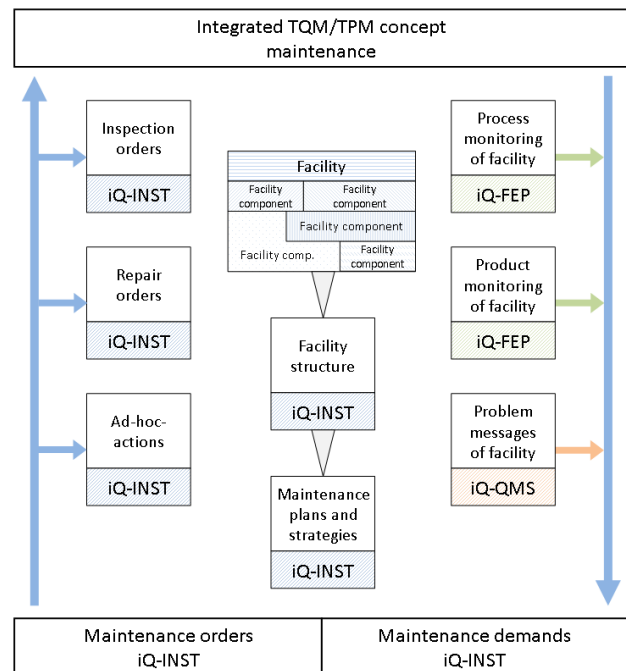 Integrated TQM/TPM concept
maintenance
Inspection
orders
iQ-INST
Repair
orders
iQ-INST
Ad-hoc-
actions
iQ-INST
Facility
Facility
component
Facility
component
Facility component
Facility comp.
Facility
component
Facility
structure
iQ-INST
Maintenance
plans and
strategies
iQ-INST
Process
monitoring
of facility
iQ-FEP
Product
monitoring
of facility
iQ-FEP
Problem
messages
of facility
iQ-QMS
Maintenance orders
iQ-INST
Maintenance demands
iQ-INST